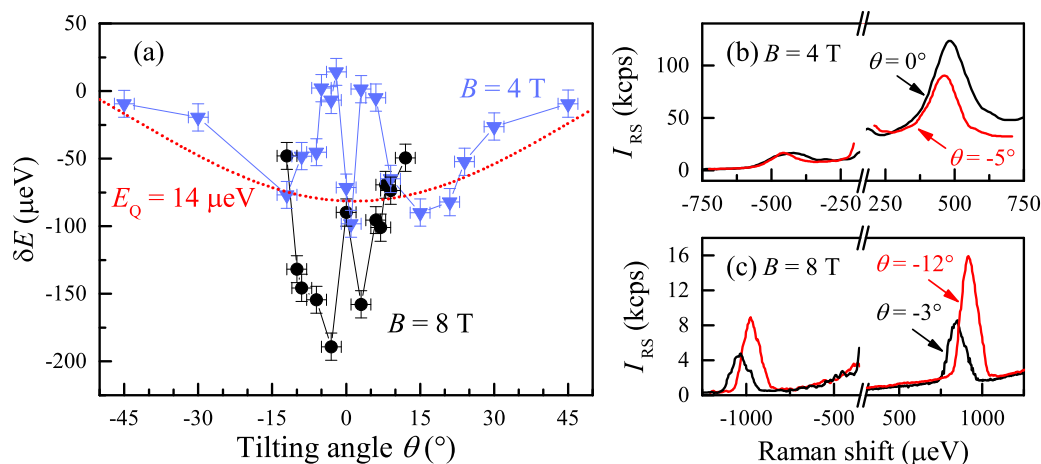 (a)
B = 4 T
E_Q = 14 μeV
B = 8 T
50
0
-50
-100
-150
-200
δE (μeV)
-45 -30 -15 0 15 30 45
Tilting angle θ (°)
(b) B = 4 T
θ = 0°
θ = -5°
100
50
0
I_RS (kcps)
-750 -500 -250 250 500 750
(c) B = 8 T
θ = -12°
θ = -3°
16
12
8
4
0
I_RS (kcps)
-1000 -500 500 1000
Raman shift (μeV)